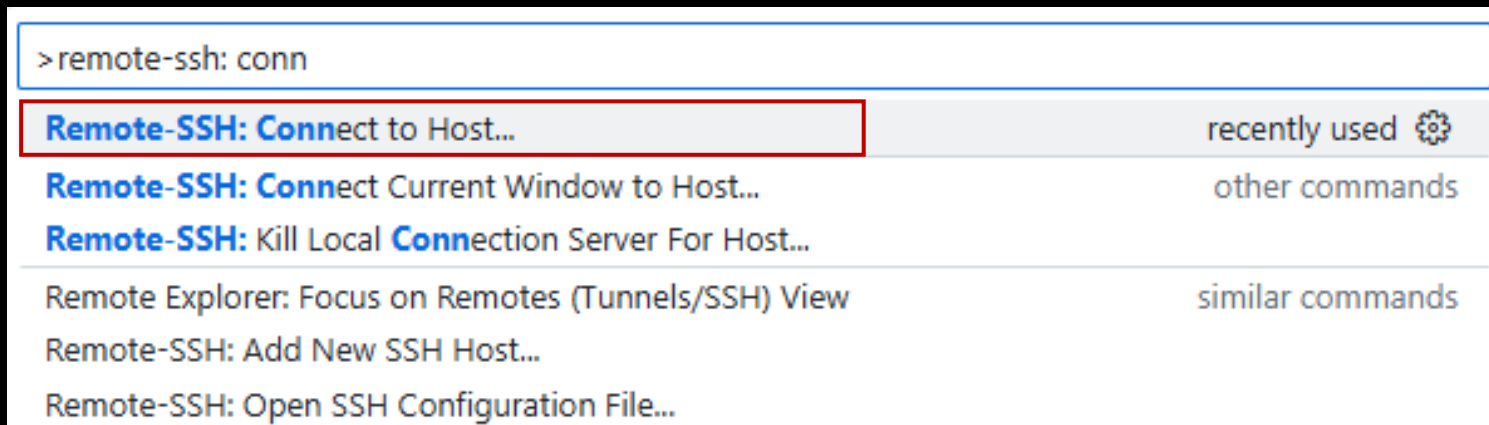 >remote-ssh: conn
Remote-SSH: Connect to Host... recently used
Remote-SSH: Connect Current Window to Host... other commands
Remote-SSH: Kill Local Connection Server For Host...
Remote Explorer: Focus on Remotes (Tunnels/SSH) View similar commands
Remote-SSH: Add New SSH Host...
Remote-SSH: Open SSH Configuration File...